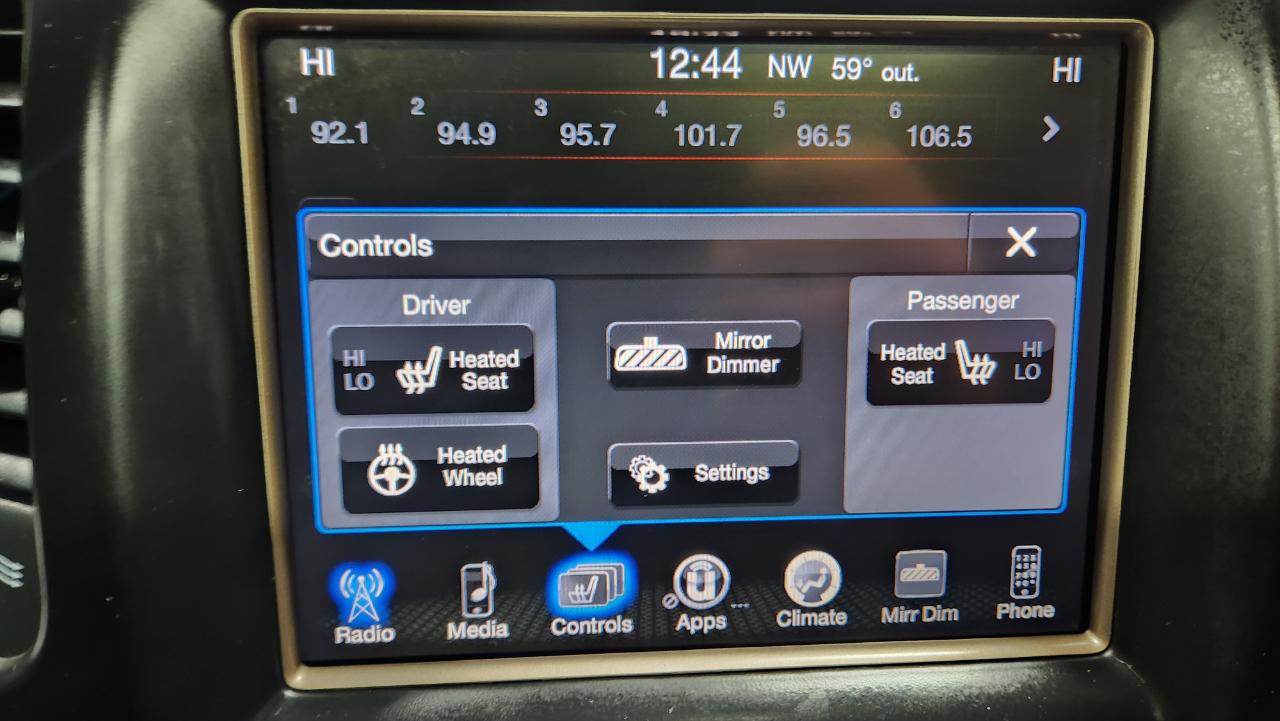 HI 12:44 NW 59° out. HI
1 2 3 4 5 6
92.1 94.9 95.7 101.7 96.5 106.5
Controls
Driver
HI
LO
Heated
Seat
Heated
Wheel
Mirror
Dimmer
Settings
Passenger
Heated
Seat
HI
LO
Radio Media Controls Apps ... Climate Mirr Dim Phone